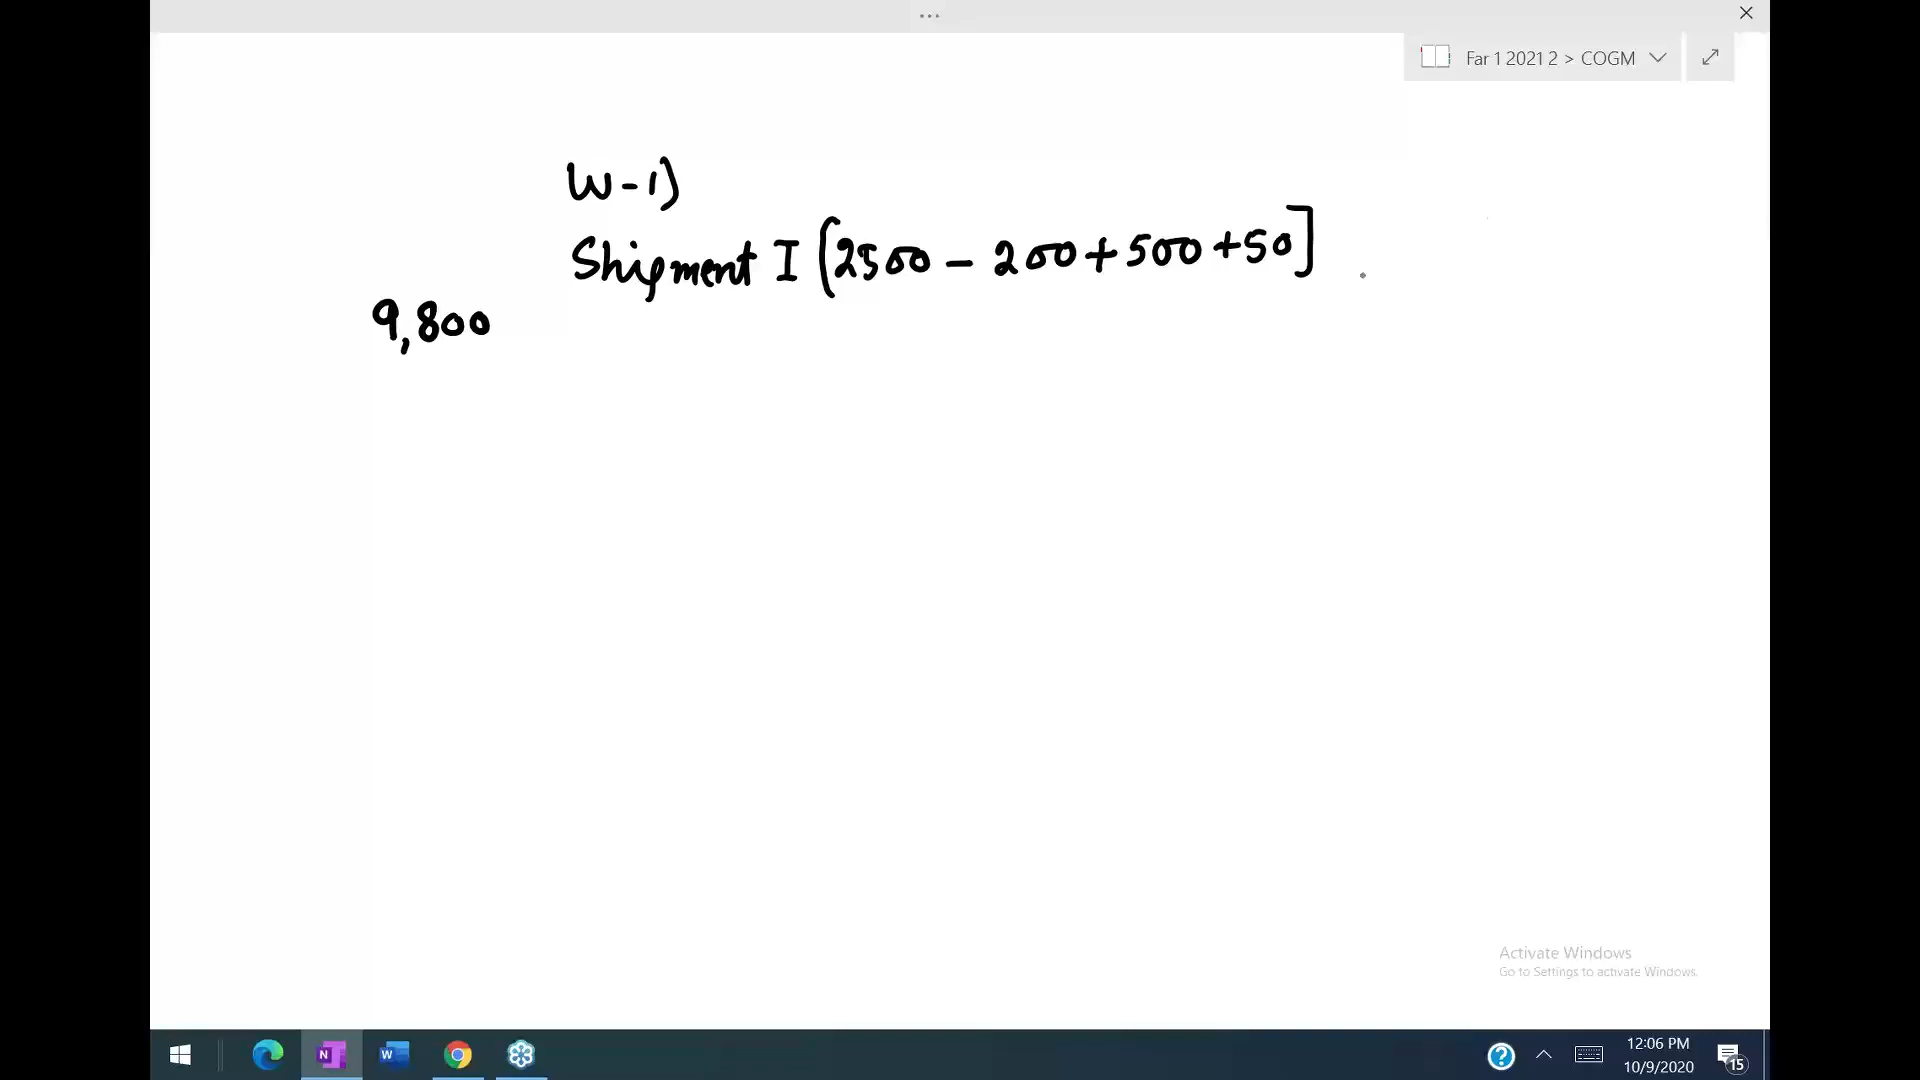 Far 1 2021 2 > COGM
W-1)
Shipment I (2500 - 200 + 500 + 50]
9,800
Activate Windows
Go to Settings to activate Windows.
12:06 PM
10/9/2020
15